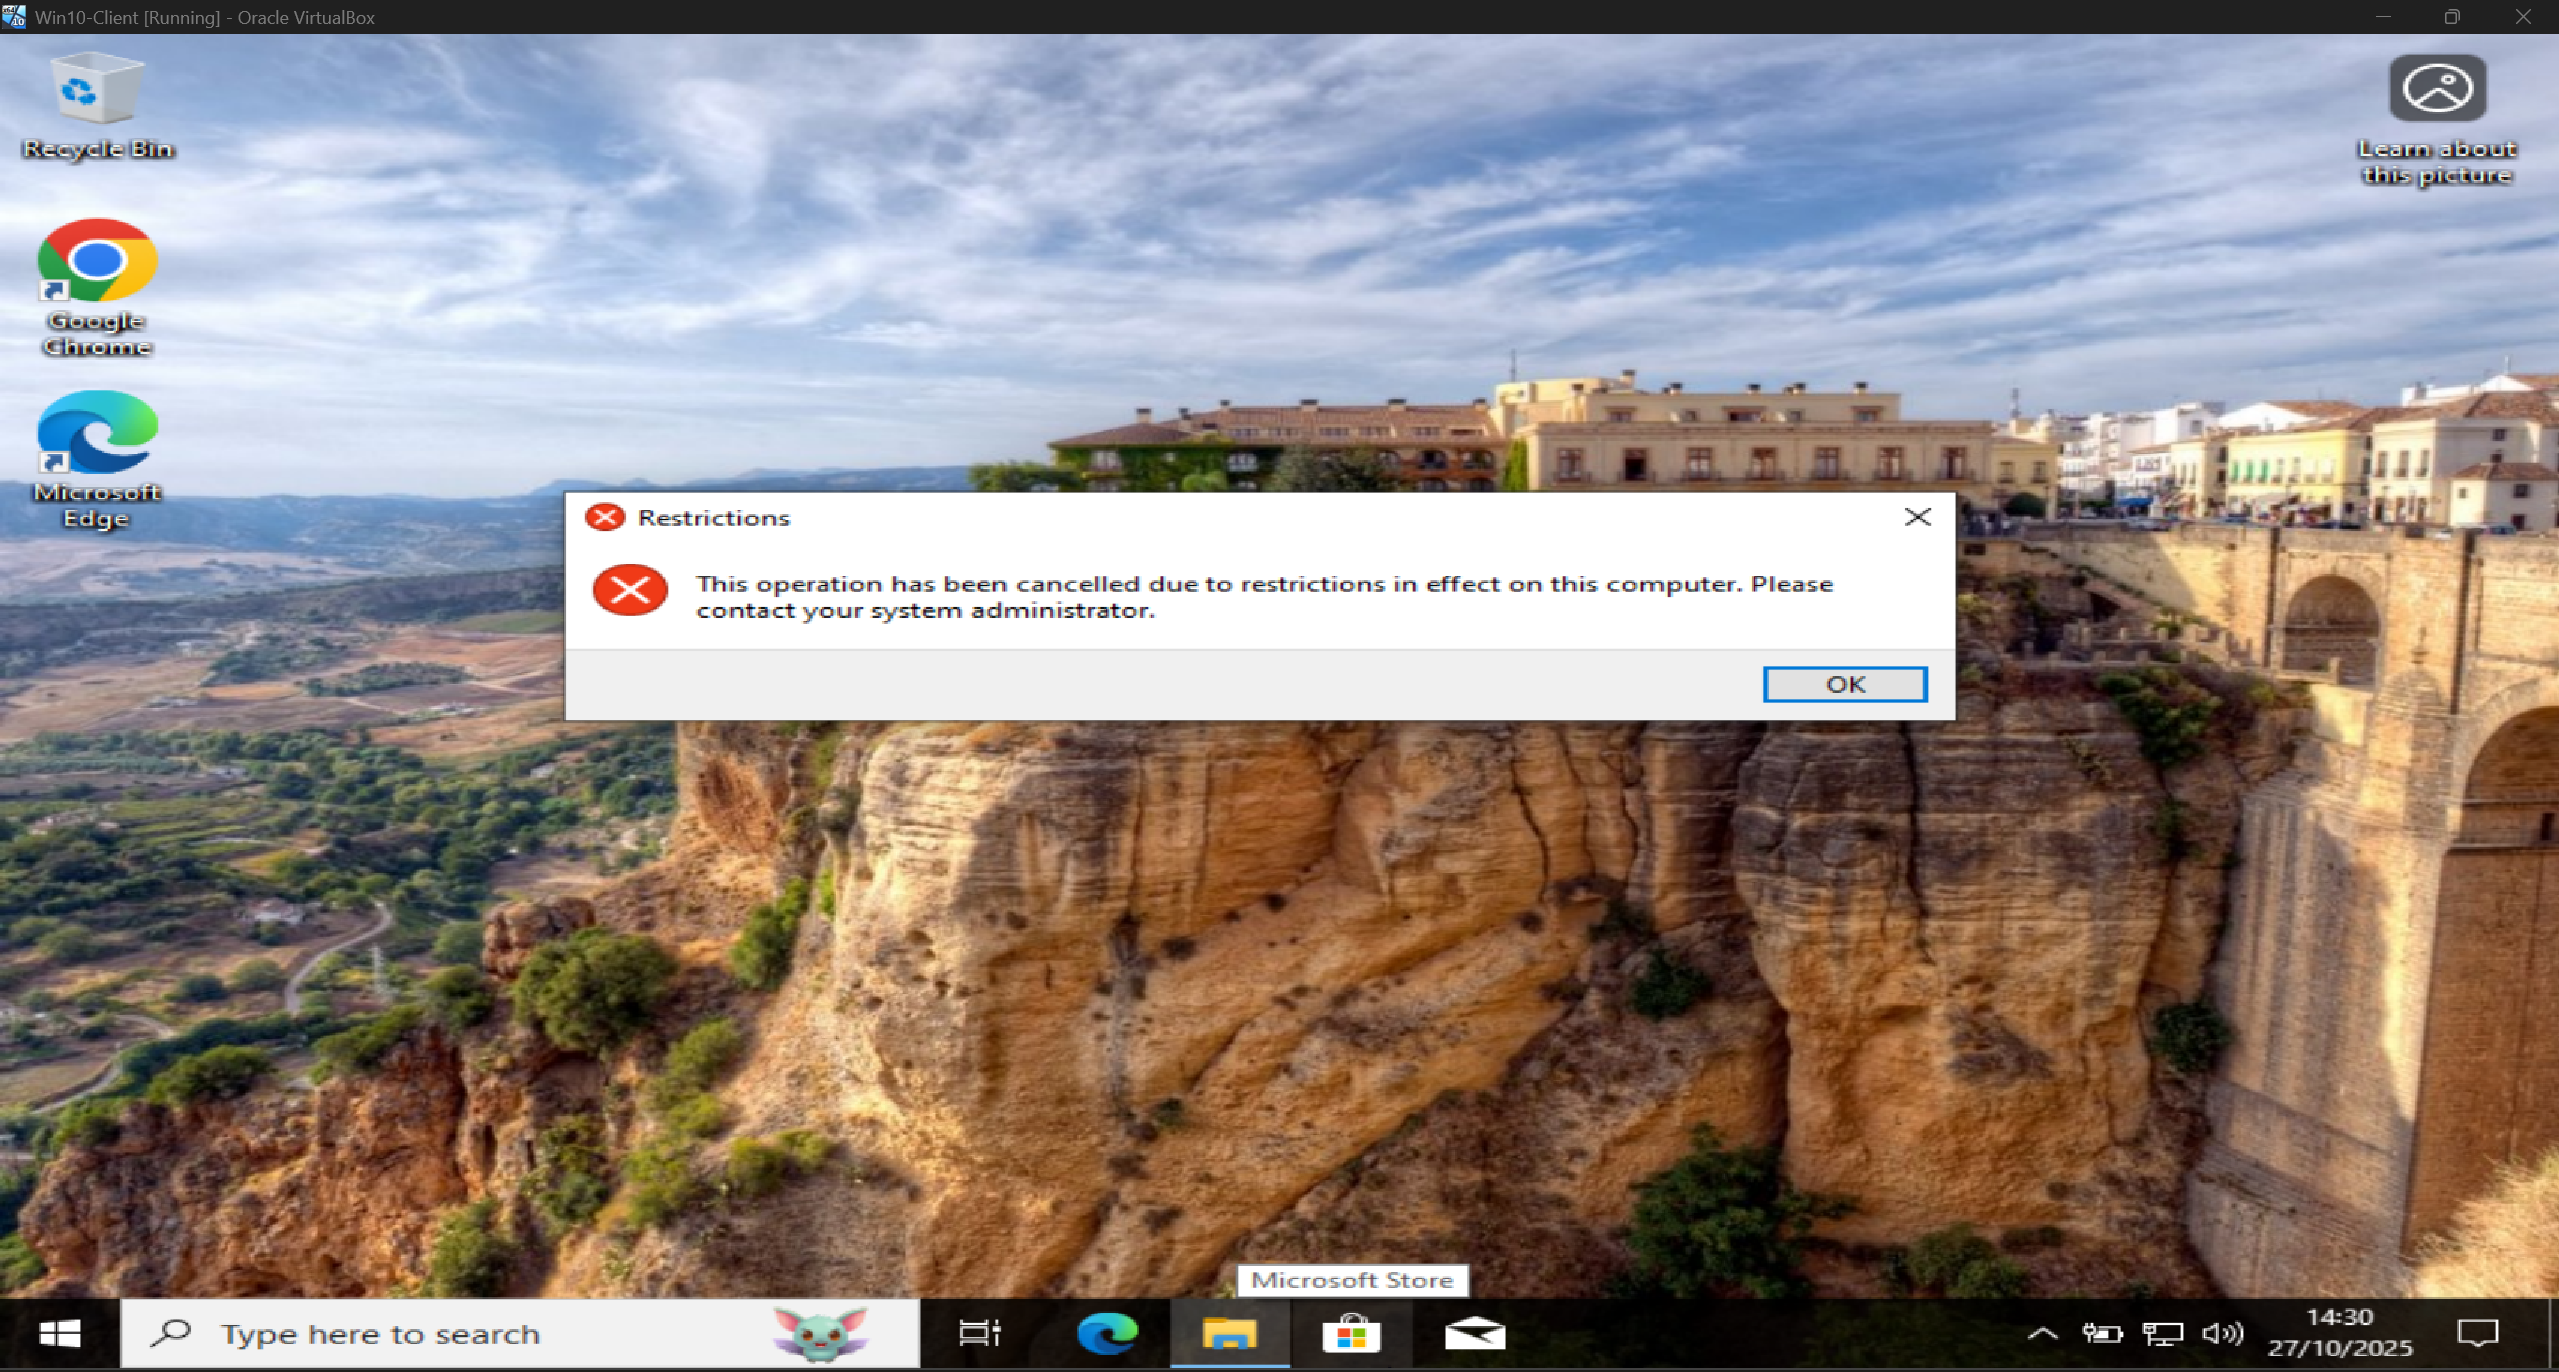 Win10-Client [Running] - Oracle VirtualBox
Recycle Bin
Learn about
this picture
Google
Chrome
Microsoft
Edge
Restrictions
This operation has been cancelled due to restrictions in effect on this computer. Please
contact your system administrator.
OK
Microsoft Store
Type here to search
14:30
27/10/2025